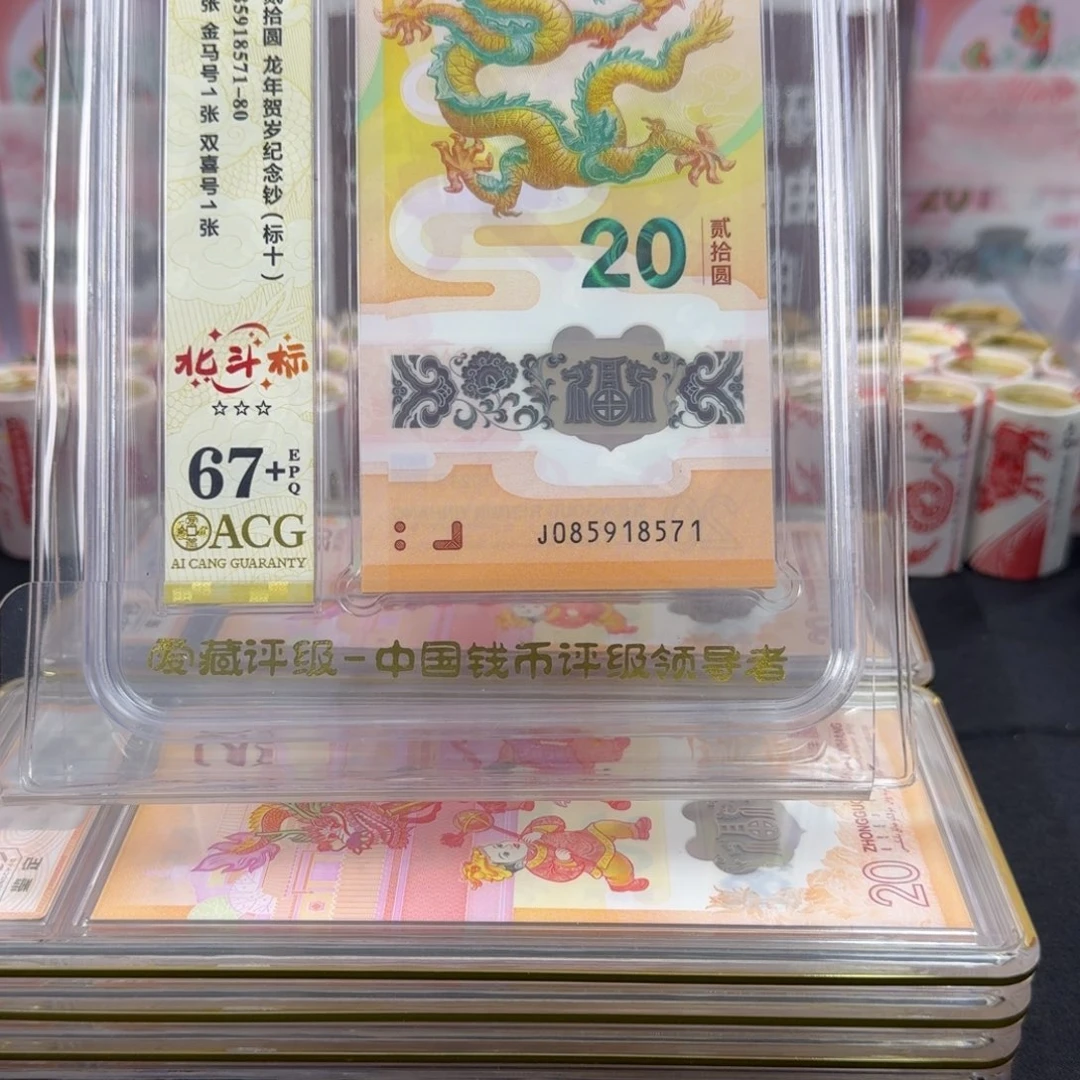 贰拾圆 龙年贺岁纪念钞(标十)
5918571-80
张 金马号1张 双喜号1张
北斗标
☆☆☆
67+
EPQ
ACG
AI CANG GUARANTY
20
贰拾圆
J085918571
爱藏评级-中国钱币评级领导者
20
ZHONGGUO